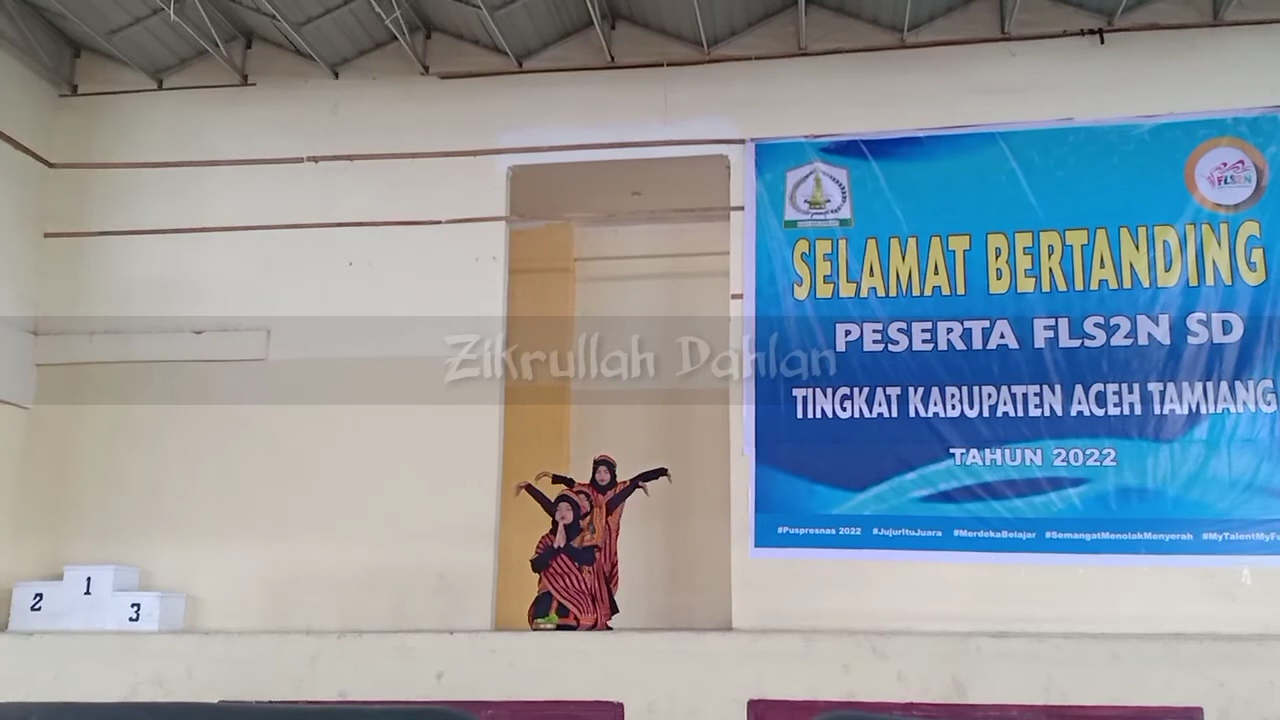 FLS2N
SELAMAT BERTANDING
PESERTA FLS2N SD
TINGKAT KABUPATEN ACEH TAMIANG
TAHUN 2022
#Puspresnas 2022 #JujurItuJuara #MerdekaBelajar #SemangatMenolakMenyerah #MyTalentMyFu
Zikrullah Dahlan
1
2
3